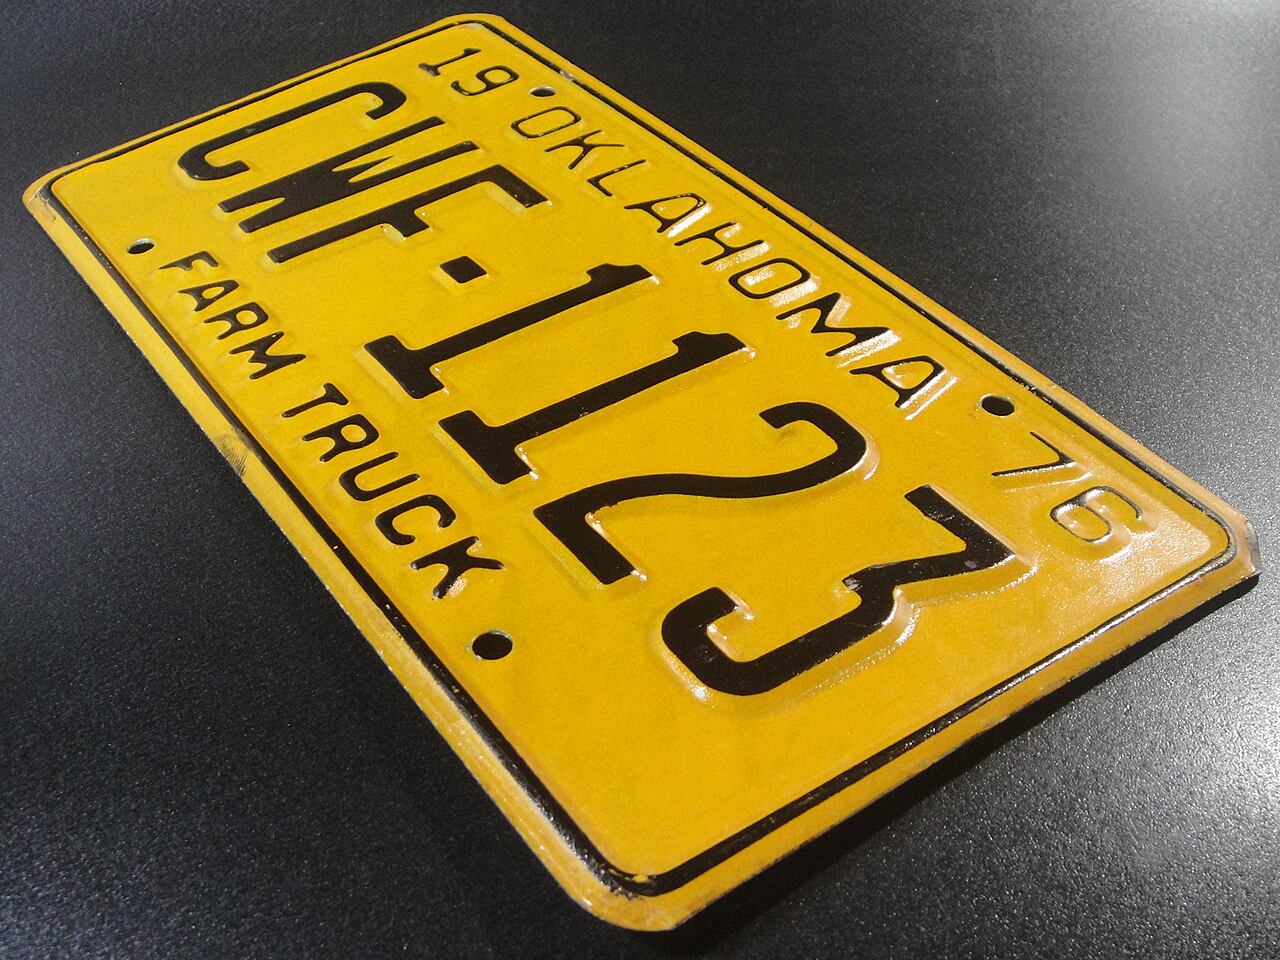 19 OKLAHOMA 76
CWF·1123
FARM TRUCK